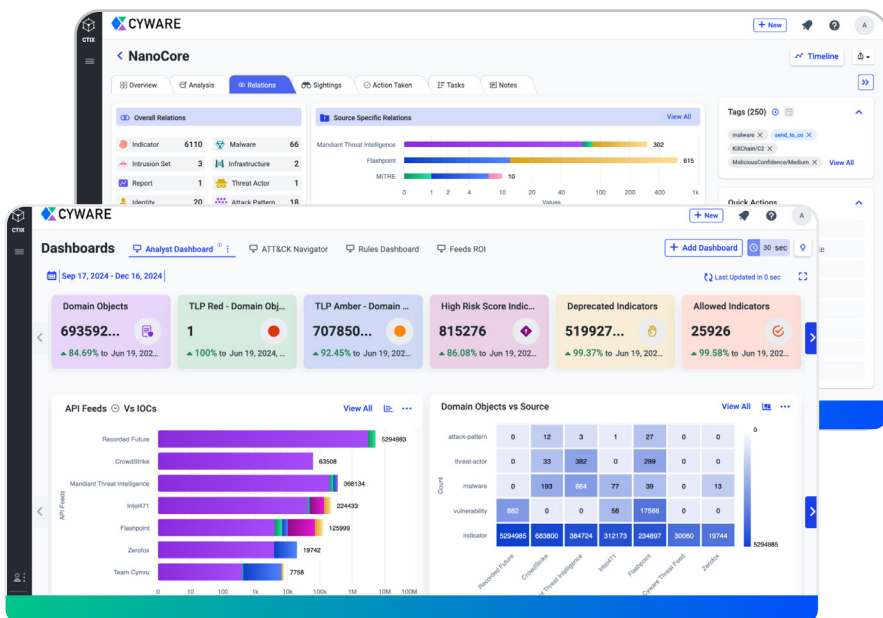 CYWARE
+ New
A
CTIX
NanoCore
Timeline
Overview
Analysis
Relations
Sightings
Action Taken
Tasks
Notes
Overall Relations
Indicator 6110 Malware 66
Intrusion Set 3 Infrastructure 2
Report 1 Threat Actor 1
Identity 20 Attack Pattern 18
Source Specific Relations
View All
Mandiant Threat Intelligence 302
Flashpoint 615
MITRE 10
0 1 2 4 10 20 40 100 200 400 1k
Values
Tags (250)
malware
send_to_co
KillChain/C2
MaliciousConfidence/Medium
View All
Quick Actions
CYWARE
+ New
A
CTIX
Dashboards
Analyst Dashboard
ATT&CK Navigator
Rules Dashboard
Feeds ROI
+ Add Dashboard
30 sec
Sep 17, 2024 - Dec 16, 2024
Last Updated in 0 sec
Domain Objects
693592...
84.69% to Jun 19, 202...
TLP Red - Domain Obj...
1
100% to Jun 19, 2024, ...
TLP Amber - Domain ...
707850...
92.45% to Jun 19, 202...
High Risk Score Indic...
815276
86.08% to Jun 19, 202...
Deprecated Indicators
519927...
99.37% to Jun 19, 202...
Allowed Indicators
25926
99.58% to Jun 19, 202...
API Feeds Vs IOCs
View All
API Feeds
Recorded Future 5294983
CrowdStrike 63508
Mandiant Threat Intelligence 368134
Intel471 224433
Flashpoint 125999
Zerofox 19742
Team Cymru 7758
0 10 100 1k 10k 100k 1M 10M 100M
Domain Objects vs Source
View All
Count
attack-pattern 0 12 3 1 27 0 0
threat-actor 0 33 382 0 299 0 0
malware 0 193 664 77 39 0 13
vulnerability 882 0 0 56 17566 0 0
indicator 5294985 683800 384724 312173 234897 30060 19744
Recorded Future
CrowdStrike
t Threat Intelligence
Intel471
Flashpoint
Cyware Threat Feed
Zerofox
0
5294985